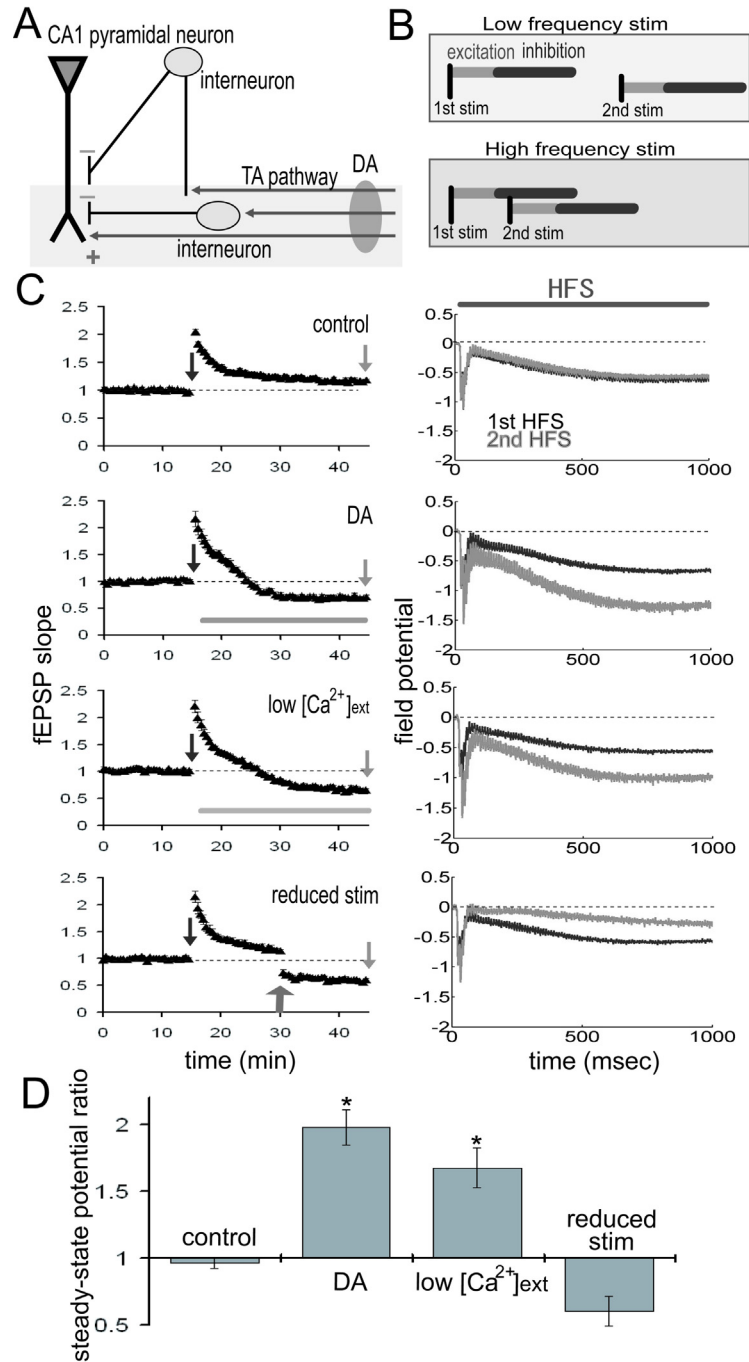 A
CA1 pyramidal neuron
interneuron
TA pathway
DA
interneuron
+
B
Low frequency stim
excitation inhibition
1st stim
2nd stim
High frequency stim
1st stim
2nd stim
C
fEPSP slope
2.5
2
1.5
1
0.5
0
0 10 20 30 40
control
2.5
2
1.5
1
0.5
0
0 10 20 30 40
DA
2.5
2
1.5
1
0.5
0
0 10 20 30 40
low [Ca2+]ext
2.5
2
1.5
1
0.5
0
0 10 20 30 40
reduced stim
time (min)
HFS
field potential
0.5
0
-0.5
-1
-1.5
-2
0 500 1000
1st HFS
2nd HFS
0.5
0
-0.5
-1
-1.5
-2
0 500 1000
0.5
0
-0.5
-1
-1.5
-2
0 500 1000
0.5
0
-0.5
-1
-1.5
-2
0 500 1000
time (msec)
D
steady-state potential ratio
2
1.5
1
0.5
control
*
DA
*
low [Ca2+]ext
reduced
stim